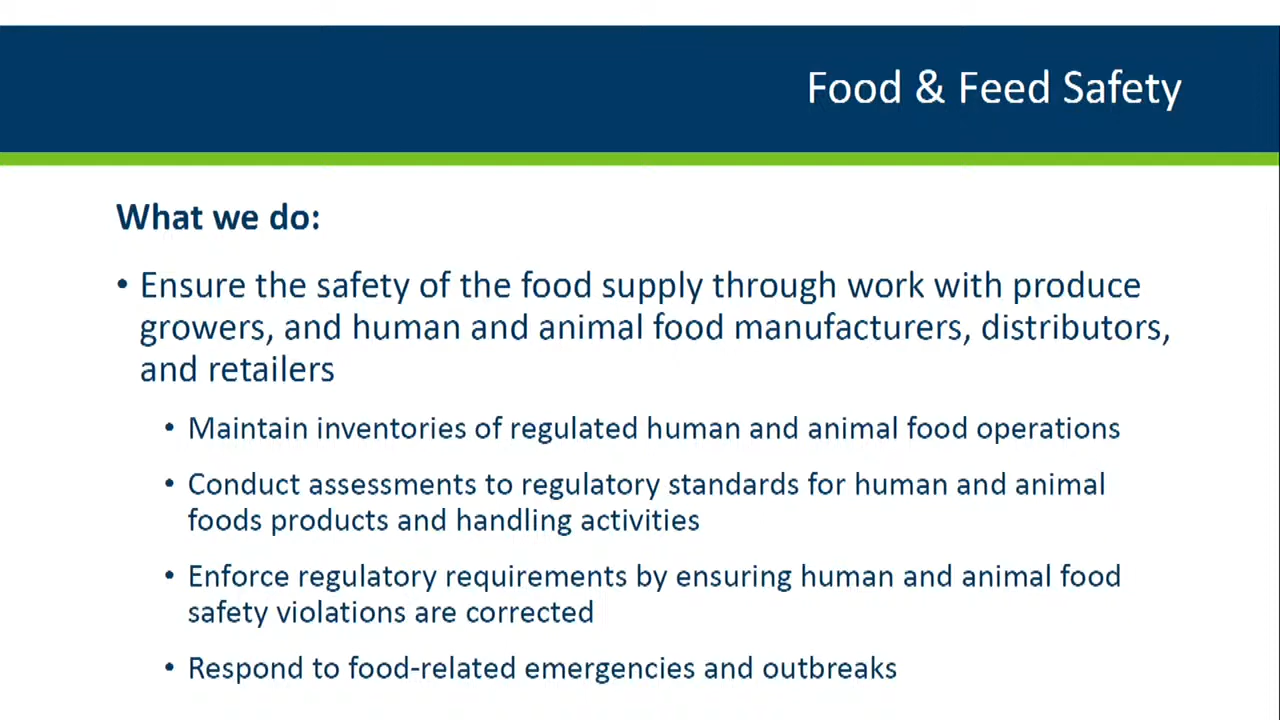 Food & Feed Safety
What we do:
• Ensure the safety of the food supply through work with produce
growers, and human and animal food manufacturers, distributors,
and retailers
• Maintain inventories of regulated human and animal food operations
• Conduct assessments to regulatory standards for human and animal
foods products and handling activities
• Enforce regulatory requirements by ensuring human and animal food
safety violations are corrected
• Respond to food-related emergencies and outbreaks